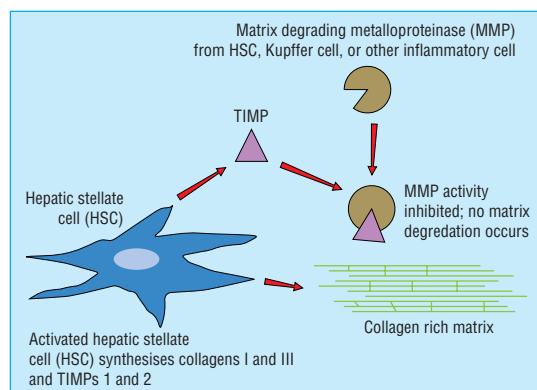 Matrix degrading metalloproteinase (MMP)
from HSC, Kupffer cell, or other inflammatory cell
TIMP
Hepatic stellate
cell (HSC)
MMP activity
inhibited; no matrix
degredation occurs
Collagen rich matrix
Activated hepatic stellate
cell (HSC) synthesises collagens I and III
and TIMPs 1 and 2